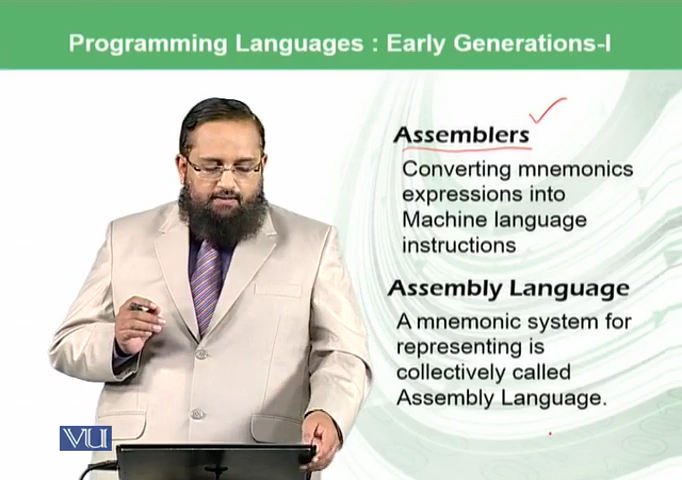 Programming Languages : Early Generations-I
Assemblers
Converting mnemonics
expressions into
Machine language
instructions
Assembly Language
A mnemonic system for
representing is
collectively called
Assembly Language.
VU